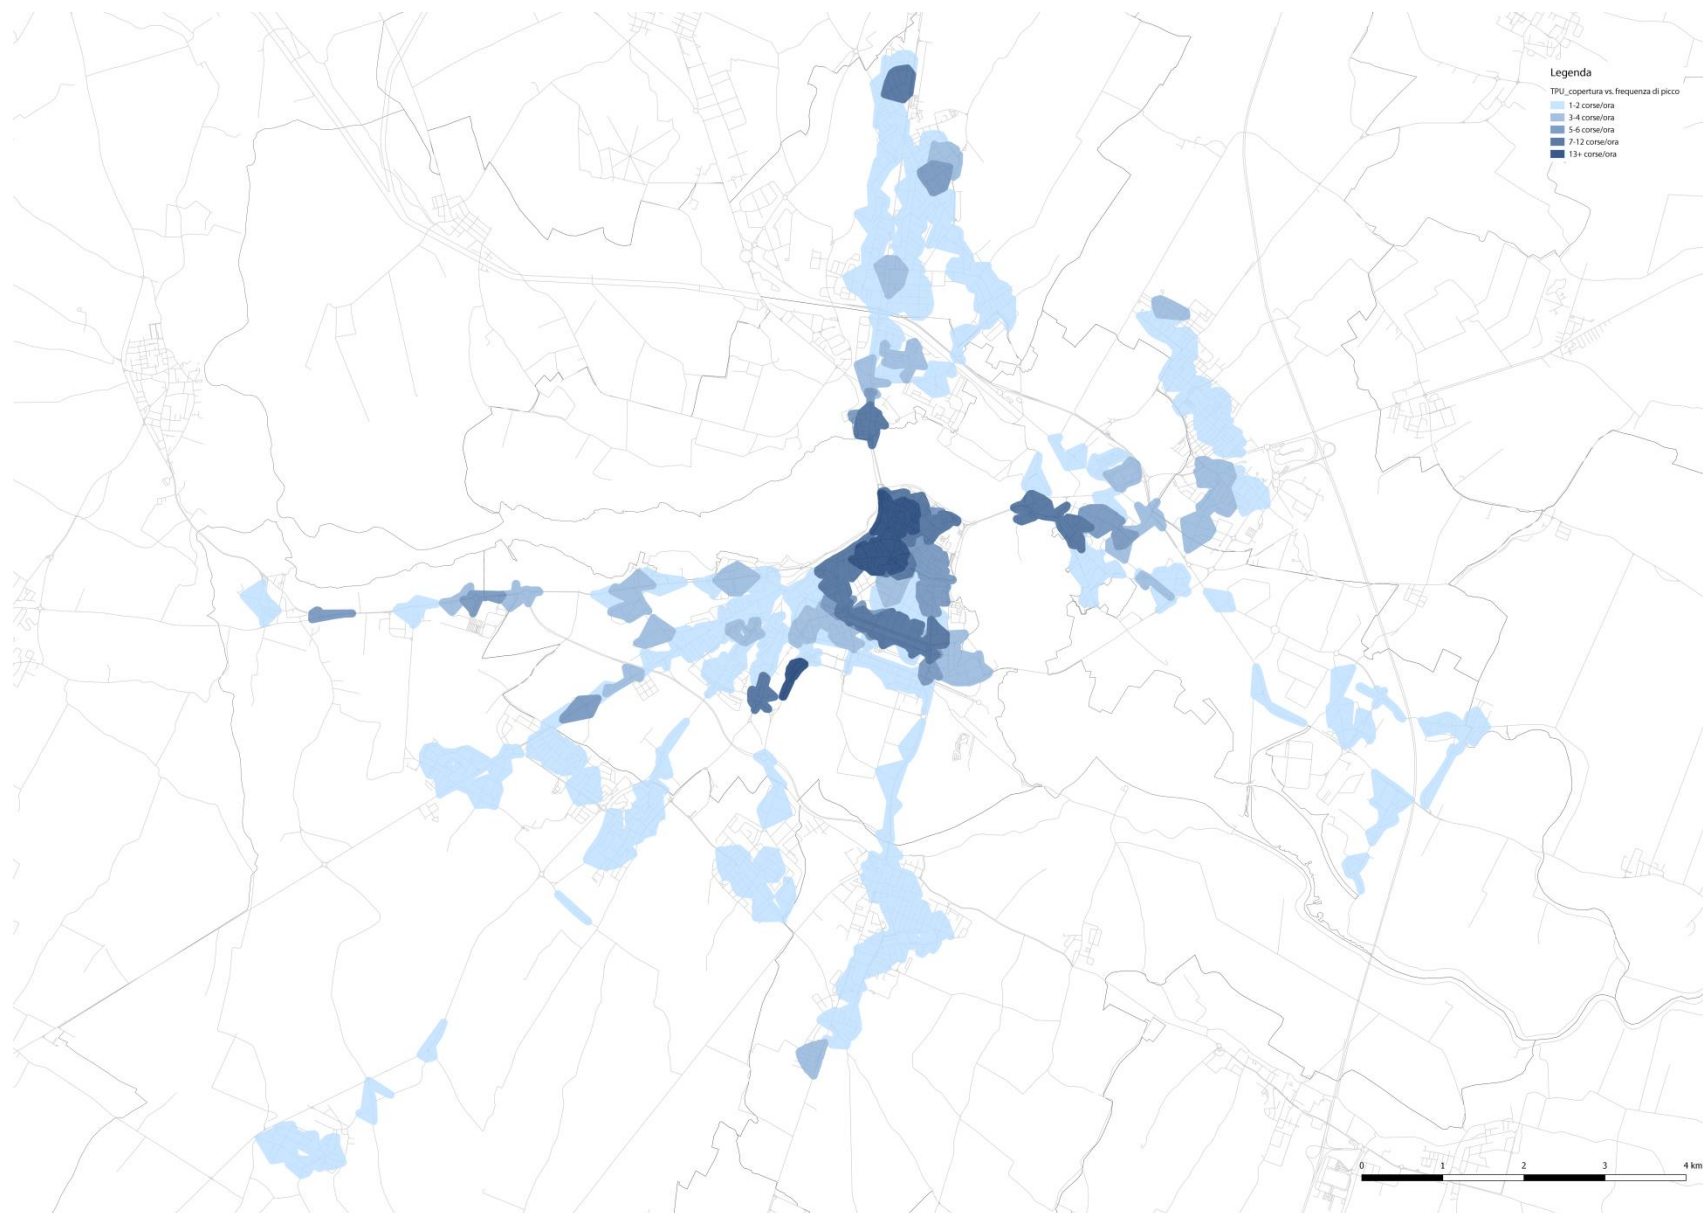 Legenda
TPU_copertura vs. frequenza di picco
1-2 corse/ora
3-4 corse/ora
5-6 corse/ora
7-12 corse/ora
13+ corse/ora
0 1 2 3 4 km